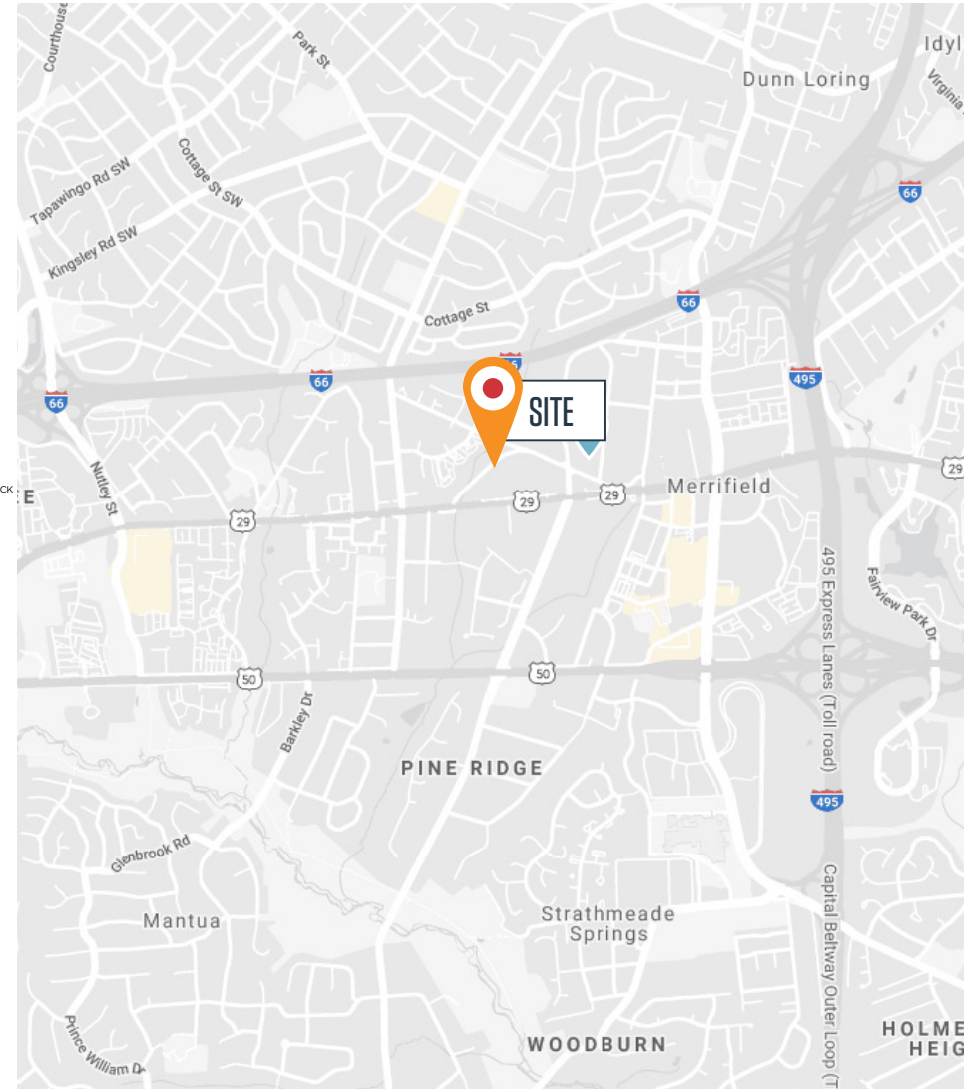 Courthouse
Park St
Idyl
Dunn Loring
Virginia
Cottage St SW
Tapawingo Rd SW
66
Kingsley Rd SW
66
Cottage St
66
66
495
66
SITE
Nutley St
29
Merrifield
CK
E
29
29
29
495 Express Lanes (Toll road)
Fairview Park Dr
50
50
Barkley Dr
PINE RIDGE
495
Glenbrook Rd
Capital Beltway Outer Loop (T
Mantua
Strathmeade
Springs
Prince William Dr
WOODBURN
HOLME
HEIG